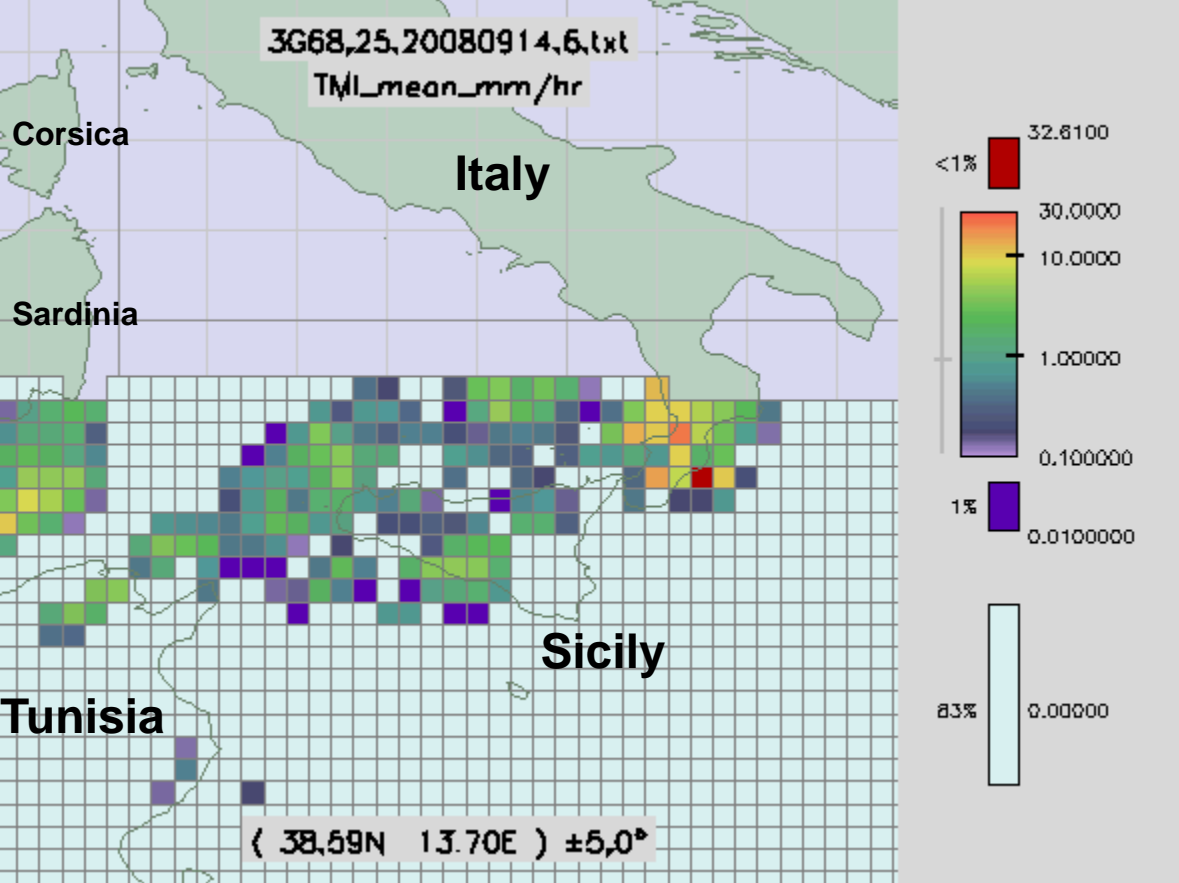 3G68,25,20080914,6,txt
TMI_mean_mm/hr
Corsica
Italy
Sardinia
Sicily
Tunisia
( 38,59N 13.70E ) ±5,0°
32.6100
<1%
30.0000
10.0000
1.00000
0.100000
1%
0.0100000
83%
0.00000